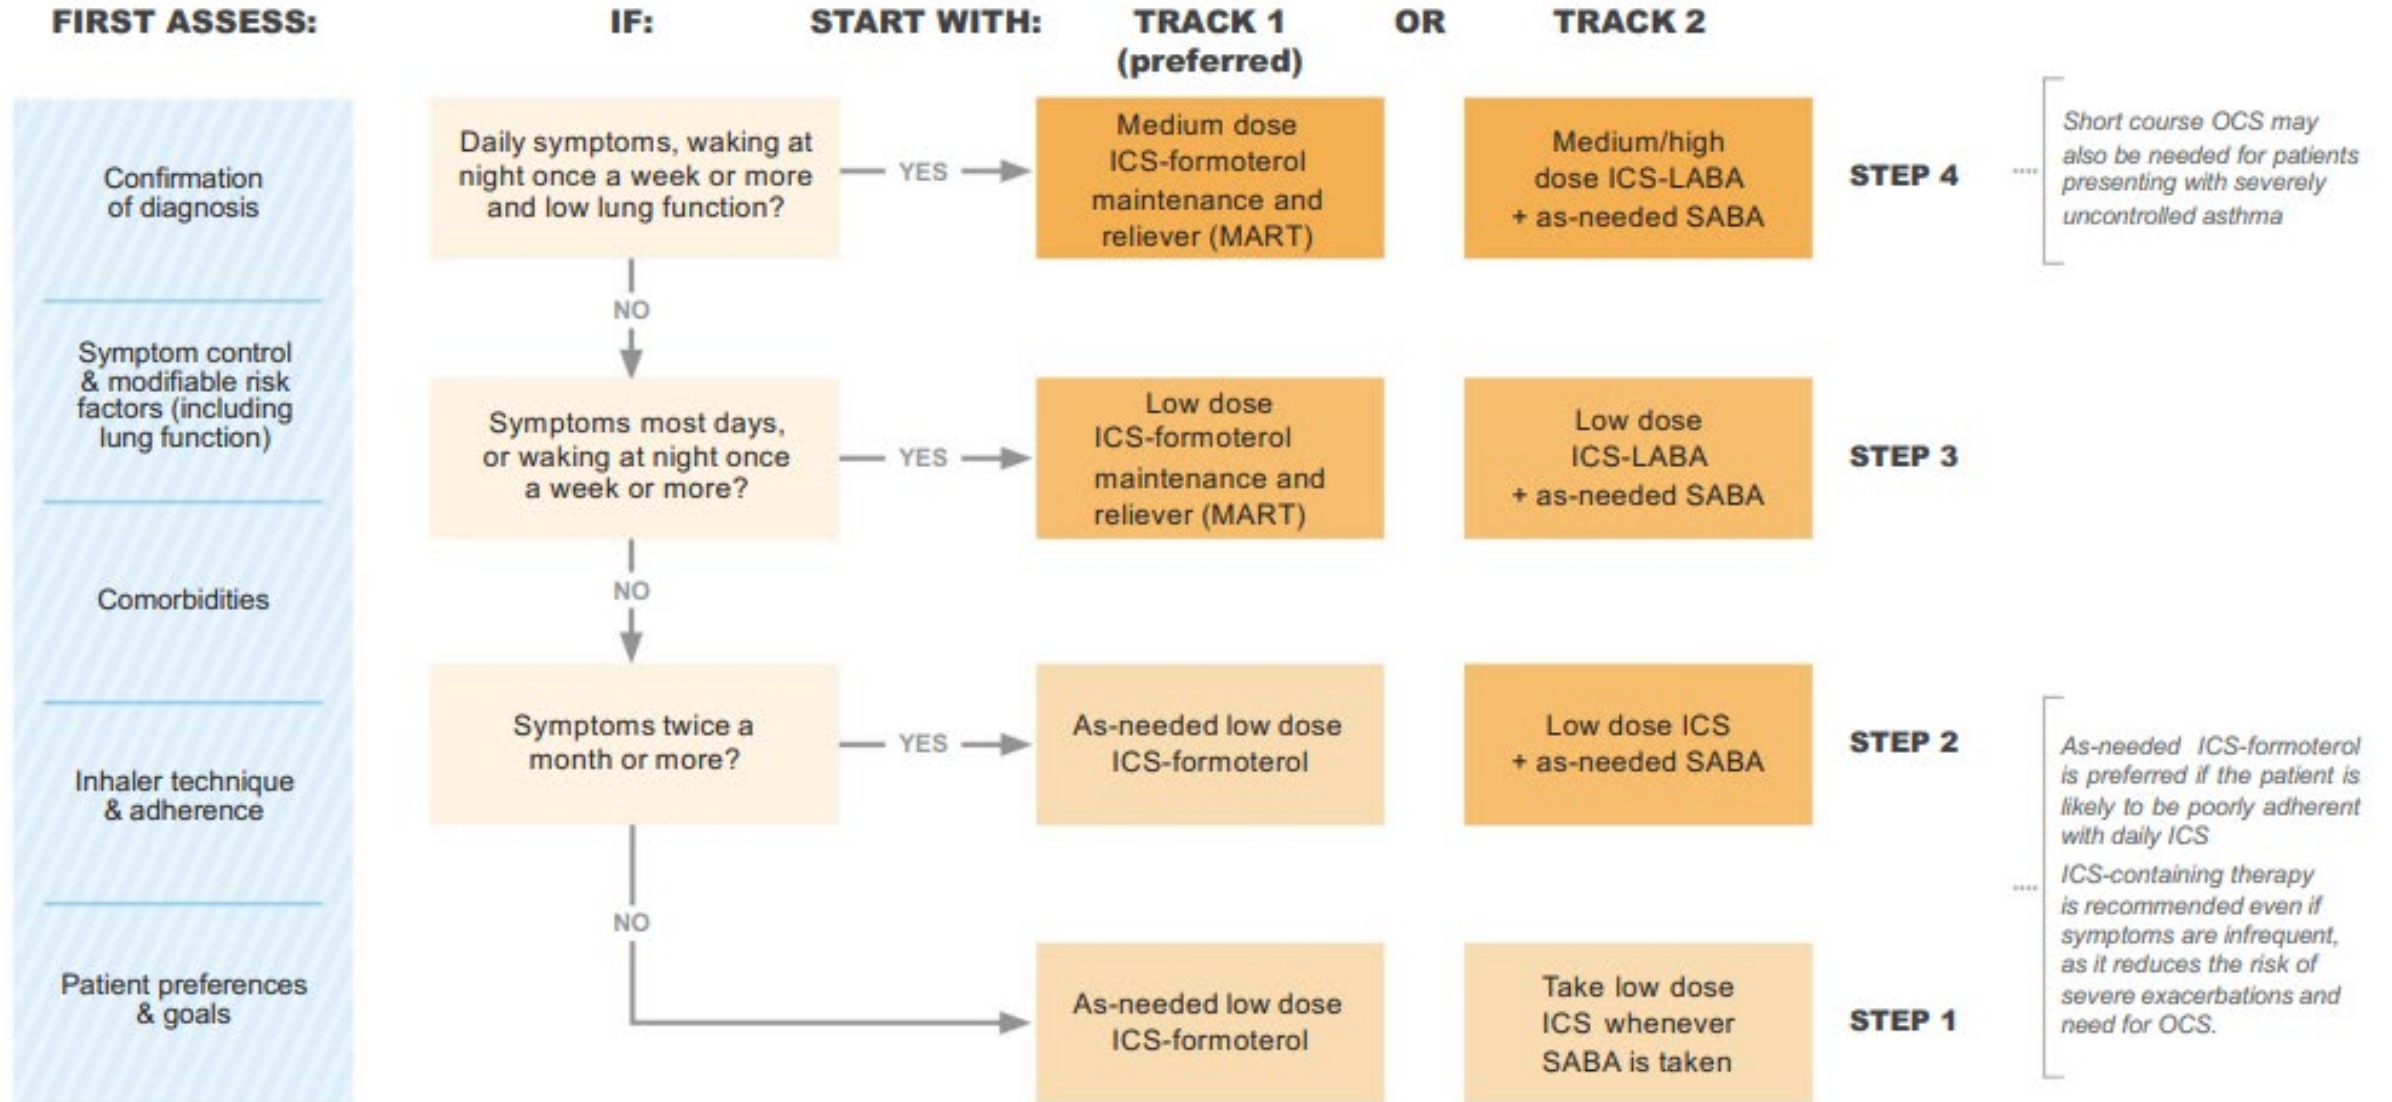 FIRST ASSESS:
IF:
START WITH:
TRACK 1
(preferred)
OR
TRACK 2
Confirmation
of diagnosis
Symptom control
& modifiable risk
factors (including
lung function)
Comorbidities
Inhaler technique
& adherence
Patient preferences
& goals
Daily symptoms, waking at
night once a week or more
and low lung function?
YES
Medium dose
ICS-formoterol
maintenance and
reliever (MART)
Medium/high
dose ICS-LABA
+ as-needed SABA
STEP 4
Short course OCS may
also be needed for patients
presenting with severely
uncontrolled asthma
NO
Symptoms most days,
or waking at night once
a week or more?
YES
Low dose
ICS-formoterol
maintenance and
reliever (MART)
Low dose
ICS-LABA
+ as-needed SABA
STEP 3
NO
Symptoms twice a
month or more?
YES
As-needed low dose
ICS-formoterol
Low dose ICS
+ as-needed SABA
STEP 2
As-needed ICS-formoterol
is preferred if the patient is
likely to be poorly adherent
with daily ICS
ICS-containing therapy
is recommended even if
symptoms are infrequent,
as it reduces the risk of
severe exacerbations and
need for OCS.
NO
As-needed low dose
ICS-formoterol
Take low dose
ICS whenever
SABA is taken
STEP 1